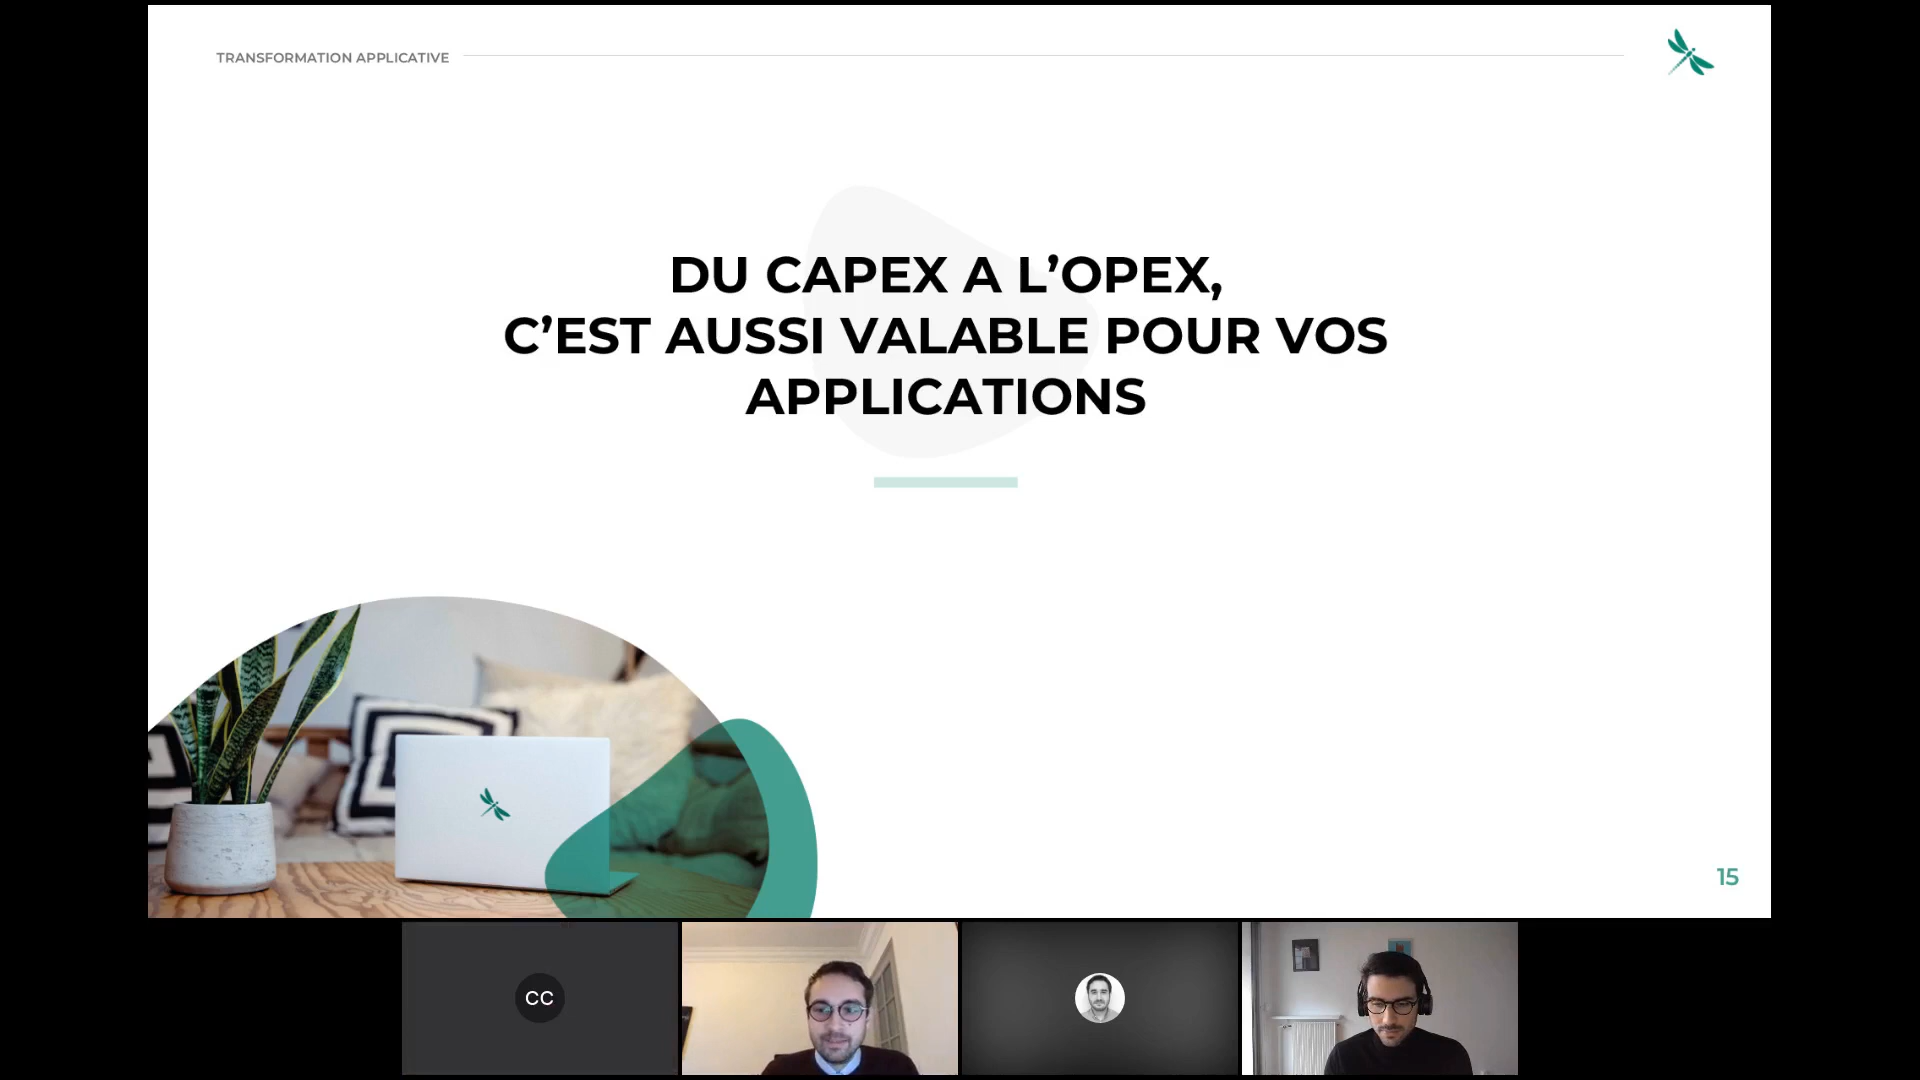 TRANSFORMATION APPLICATIVE
DU CAPEX A L’OPEX,
C’EST AUSSI VALABLE POUR VOS
APPLICATIONS
15
CC